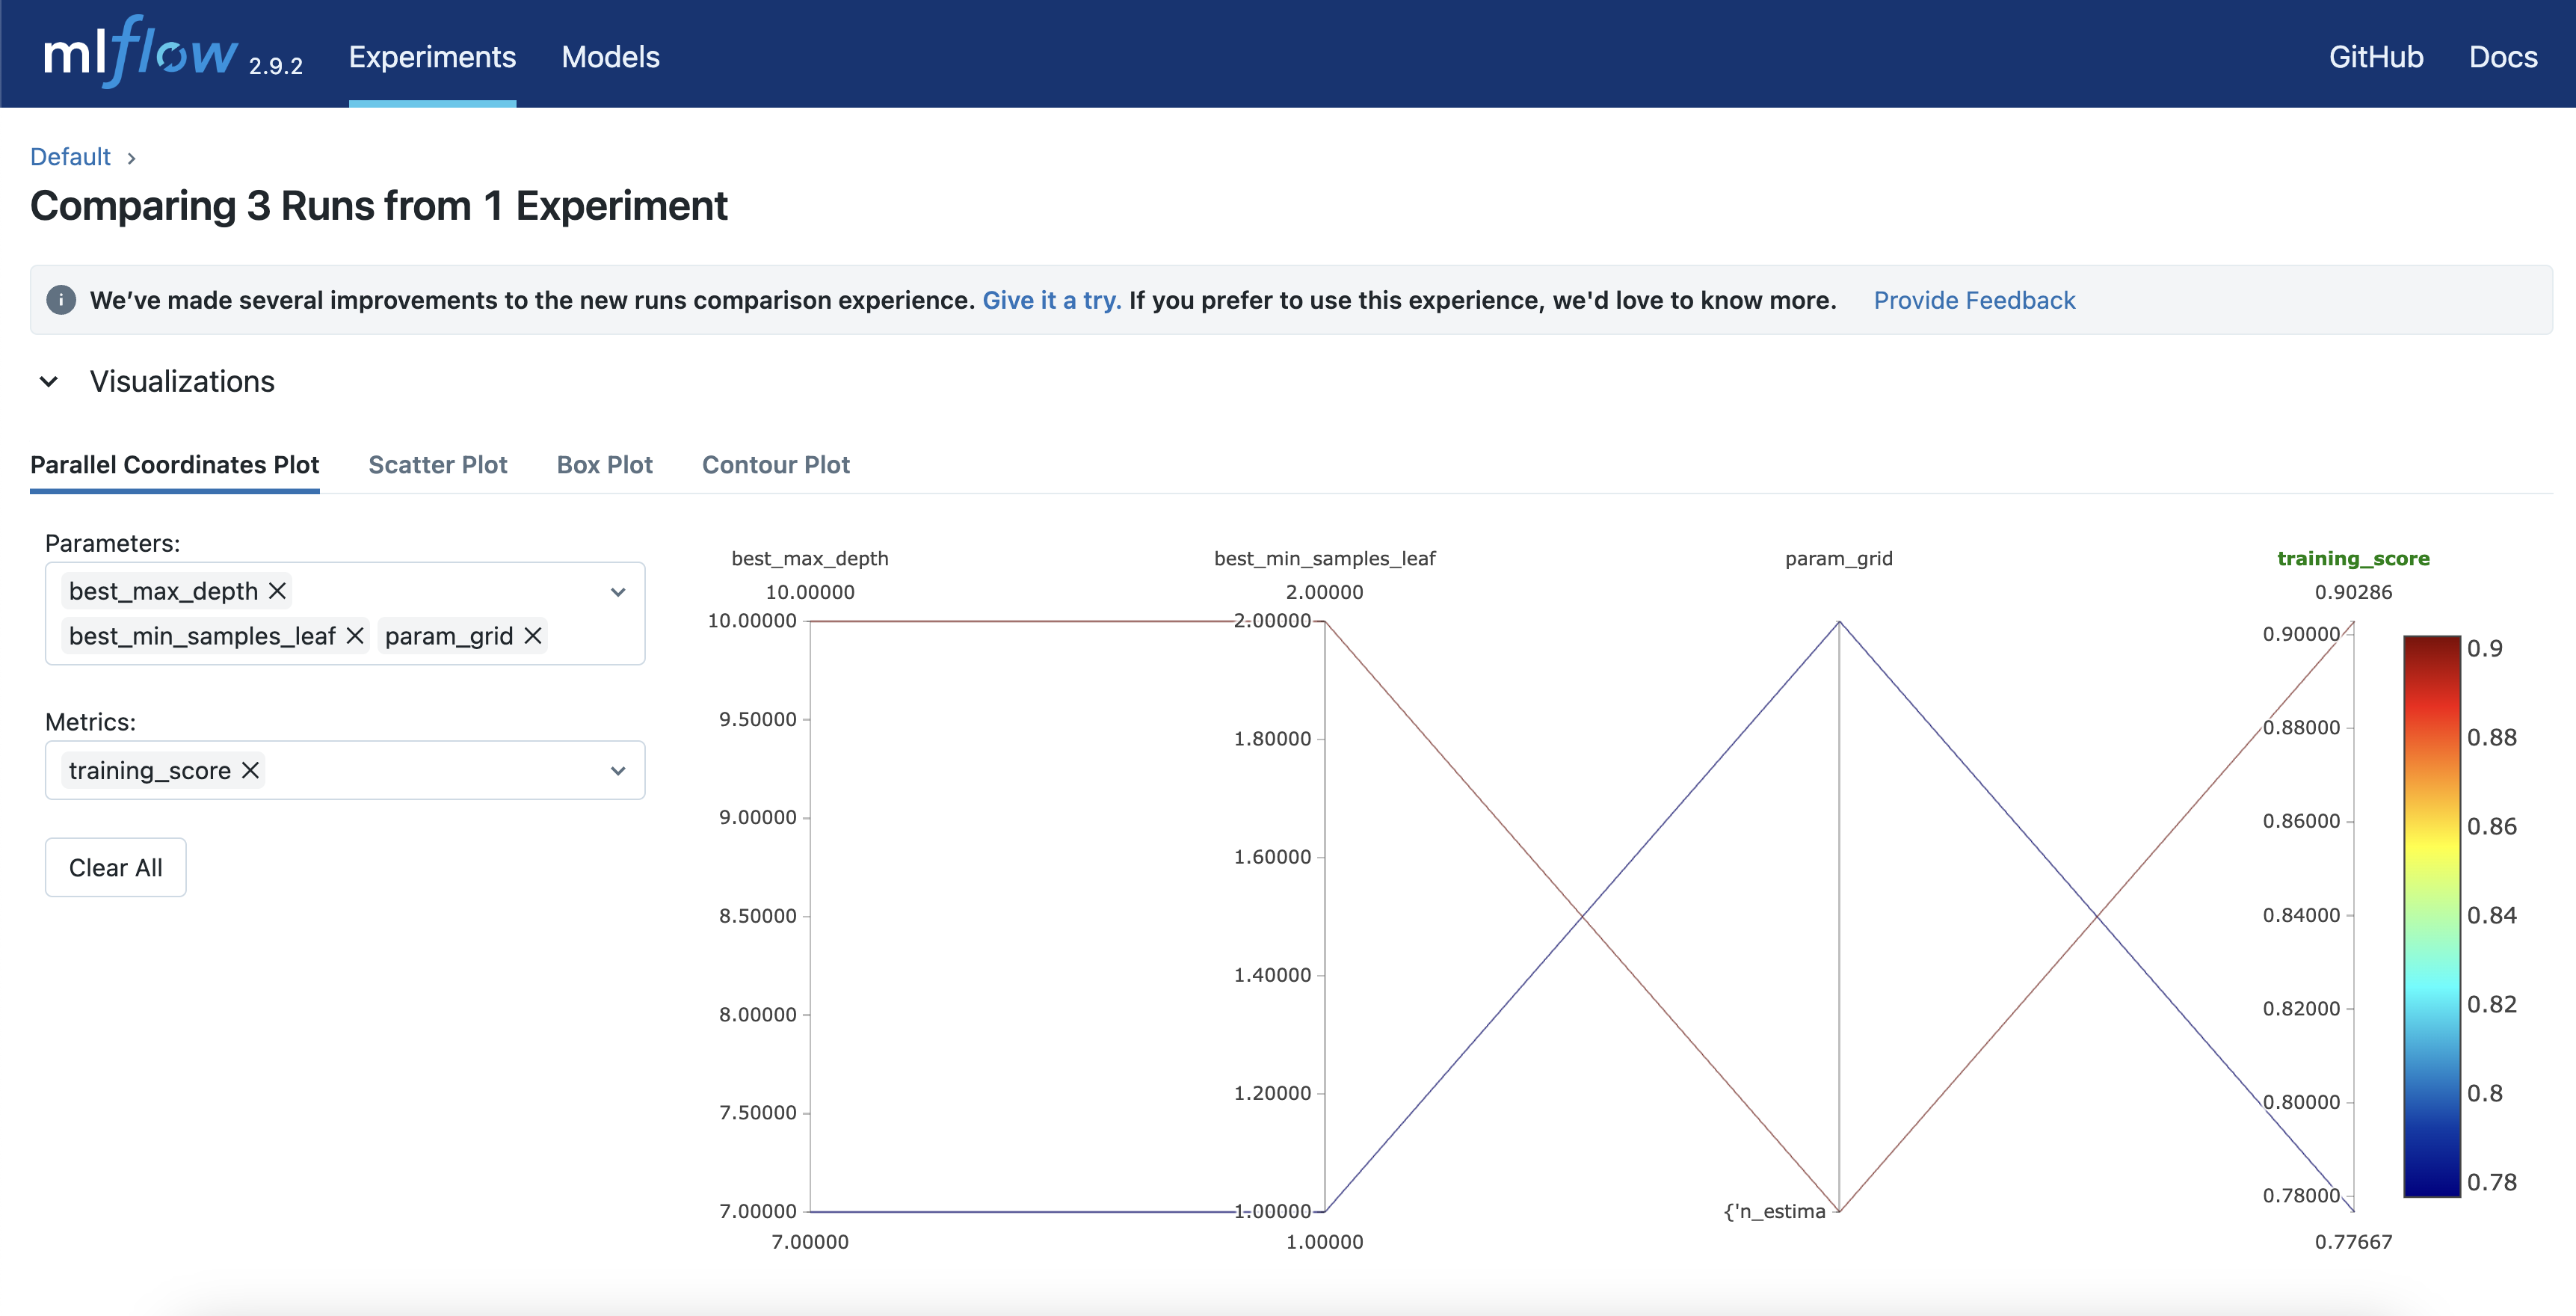 mlflow 2.9.2 Experiments Models GitHub Docs
Default
Comparing 3 Runs from 1 Experiment
We’ve made several improvements to the new runs comparison experience. Give it a try. If you prefer to use this experience, we'd love to know more. Provide Feedback
Visualizations
Parallel Coordinates Plot Scatter Plot Box Plot Contour Plot
Parameters:
best_max_depth
best_min_samples_leaf param_grid
Metrics:
training_score
Clear All
best_max_depth
10.00000
10.00000
9.50000
9.00000
8.50000
8.00000
7.50000
7.00000
7.00000
best_min_samples_leaf
2.00000
2.00000
1.80000
1.60000
1.40000
1.20000
1.00000
1.00000
param_grid
{'n_estima
training_score
0.90286
0.90000
0.88000
0.86000
0.84000
0.82000
0.80000
0.78000
0.77667
0.9
0.88
0.86
0.84
0.82
0.8
0.78